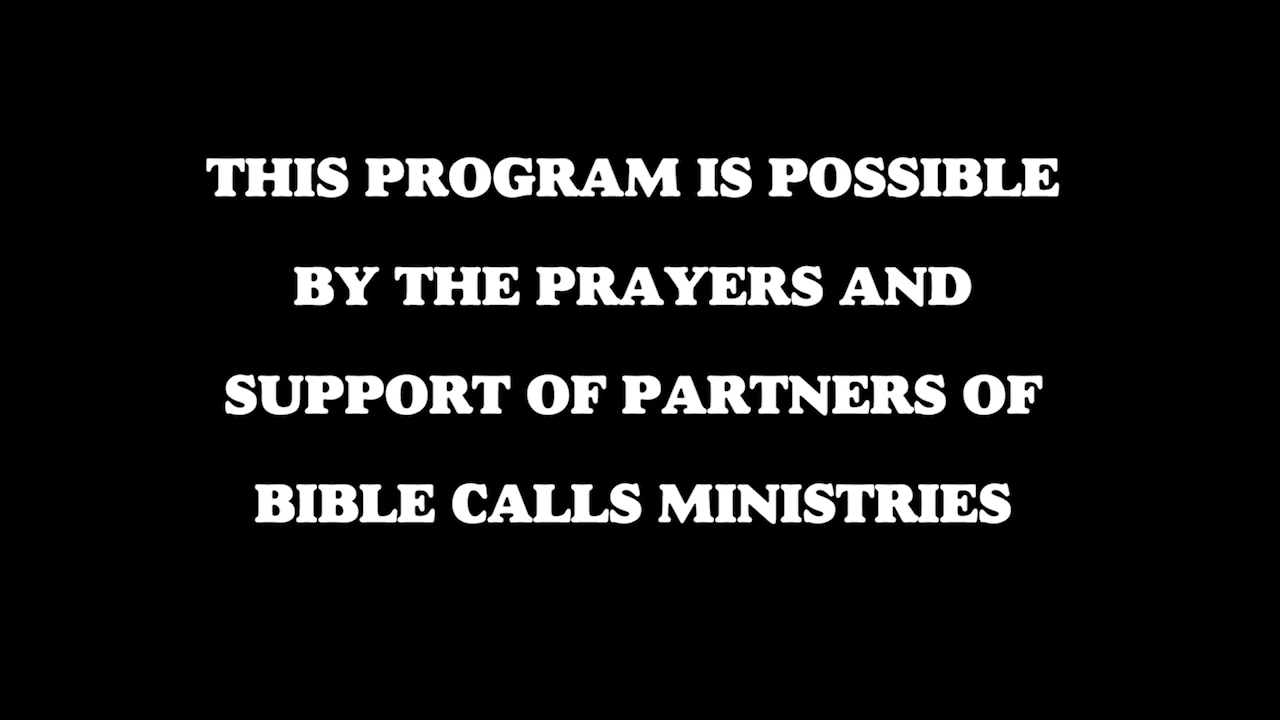 THIS PROGRAM IS POSSIBLE
BY THE PRAYERS AND
SUPPORT OF PARTNERS OF
BIBLE CALLS MINISTRIES